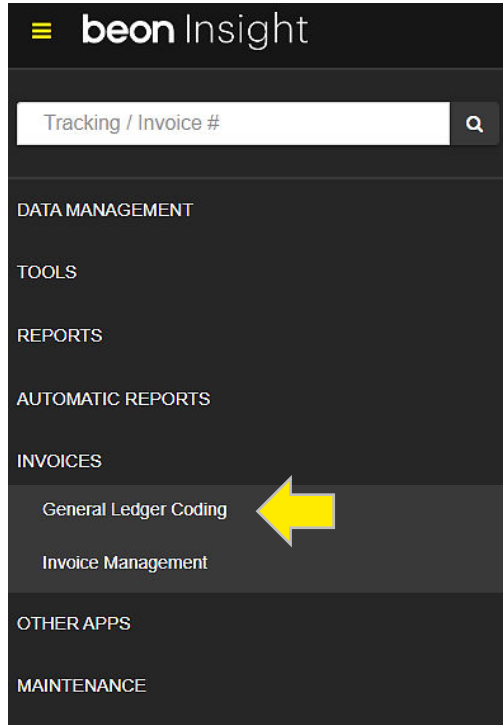 beon Insight
Tracking / Invoice #
DATA MANAGEMENT
TOOLS
REPORTS
AUTOMATIC REPORTS
INVOICES
General Ledger Coding
Invoice Management
OTHER APPS
MAINTENANCE